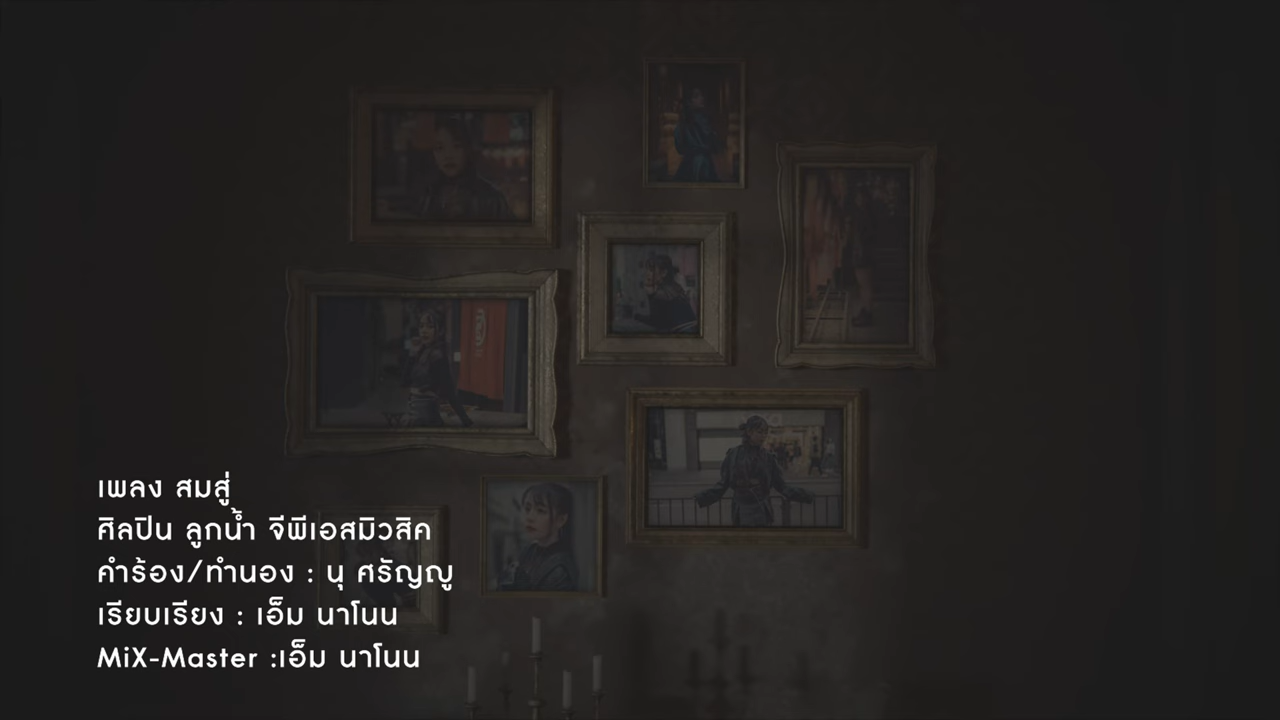 เพลง สมสู่
ศิลปิน ลูกน้ำ จีพีเอสมิวสิค
คำร้อง/ทำนอง : นุ ศรัญญู
เรียบเรียง : เอ็ม นาโนน
MiX-Master :เอ็ม นาโนน